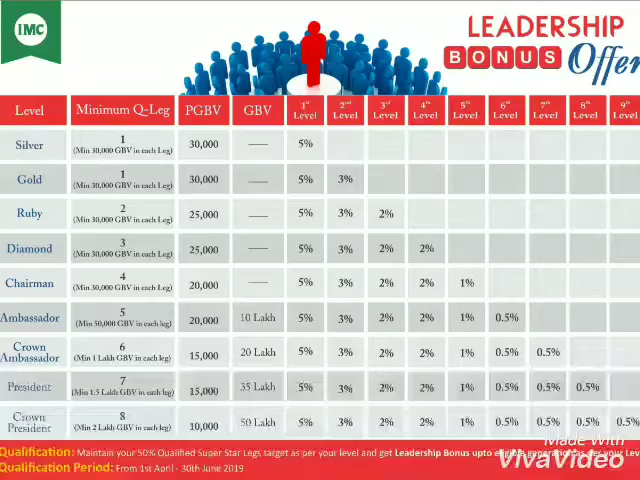 IMC
LEADERSHIP
BONUS Offer
Level Minimum Q-Leg PGBV GBV 1st Level 2nd Level 3rd Level 4th Level 5th Level 6th Level 7th Level 8th Level 9th Level
Silver 1 (Min 30,000 GBV in each Leg) 30,000 —— 5%
Gold 1 (Min 30,000 GBV in each Leg) 30,000 —— 5% 3%
Ruby 2 (Min 30,000 GBV in each Leg) 25,000 —— 5% 3% 2%
Diamond 3 (Min 30,000 GBV in each Leg) 25,000 —— 5% 3% 2% 2%
Chairman 4 (Min 30,000 GBV in each Leg) 20,000 —— 5% 3% 2% 2% 1%
Ambassador 5 (Min 50,000 GBV in each leg) 20,000 10 Lakh 5% 3% 2% 2% 1% 0.5%
Crown Ambassador 6 (Min 1 Lakh GBV in each leg) 15,000 20 Lakh 5% 3% 2% 2% 1% 0.5% 0.5%
President 7 (Min 1.5 Lakh GBV in each leg) 15,000 35 Lakh 5% 3% 2% 2% 1% 0.5% 0.5% 0.5%
Crown President 8 (Min 2 Lakh GBV in each leg) 10,000 50 Lakh 5% 3% 2% 2% 1% 0.5% 0.5% 0.5% 0.5%
Qualification: Maintain your 50% Qualified Super Star Legs target as per your level and get Leadership Bonus upto eligible generation as per your Leve
Qualification Period: From 1st April - 30th June 2019
Made With
VivaVideo